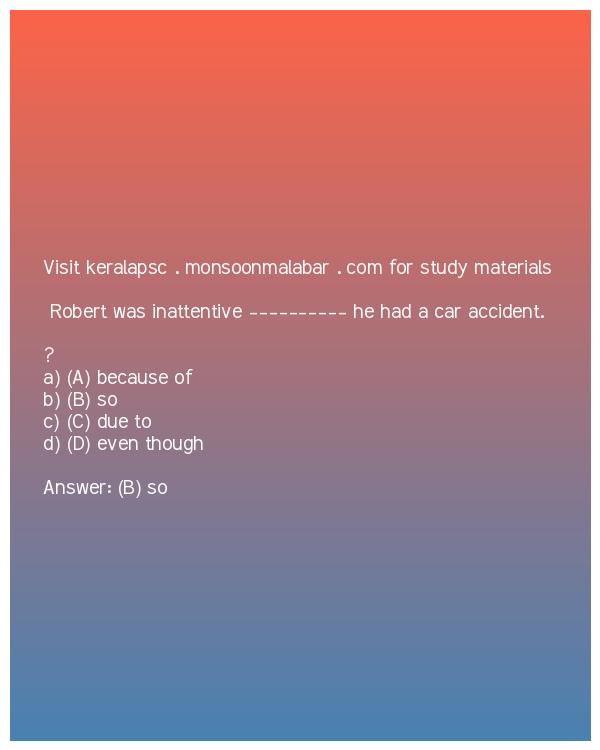 Visit keralapsc . monsoonmalabar . com for study materials
Robert was inattentive ---------- he had a car accident.
?
a) (A) because of
b) (B) so
c) (C) due to
d) (D) even though
Answer: (B) so